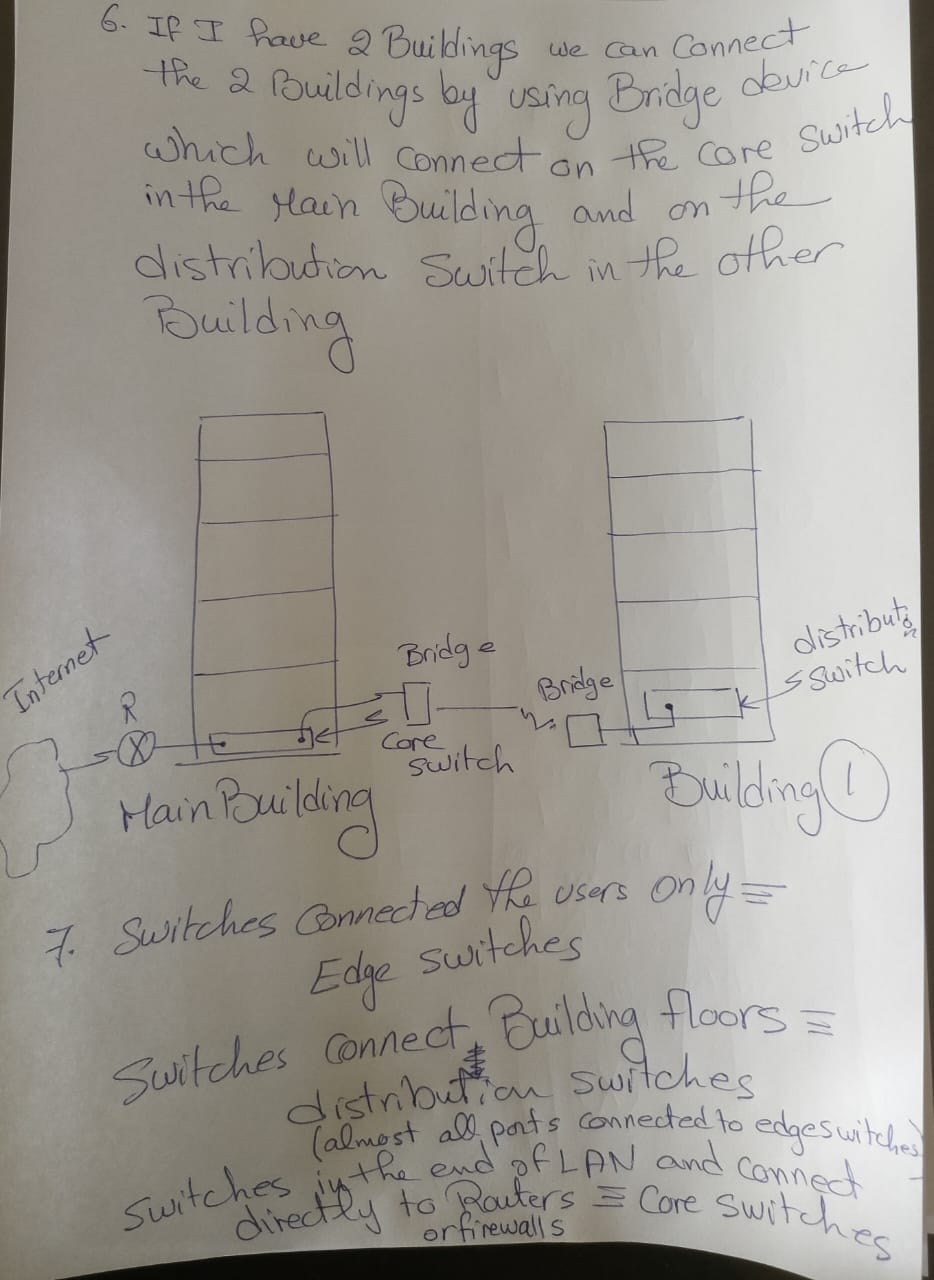 6. If I have 2 Buildings we can Connect
the 2 Buildings by using Bridge device
which will connect on the core switch
in the Main Building and on the
distribution Switch in the other
Building
Internet
R
Bridge
Core
switch
Bridge
distribution
switch
Main Building
Building 1
7. Switches Connected the users only ≡
Edge switches
Switches connect Building floors ≡
distribution switches
(almost all ports connected to edge switches)
switches in the end of LAN and connect
directly to Routers ≡ Core switches
or firewalls